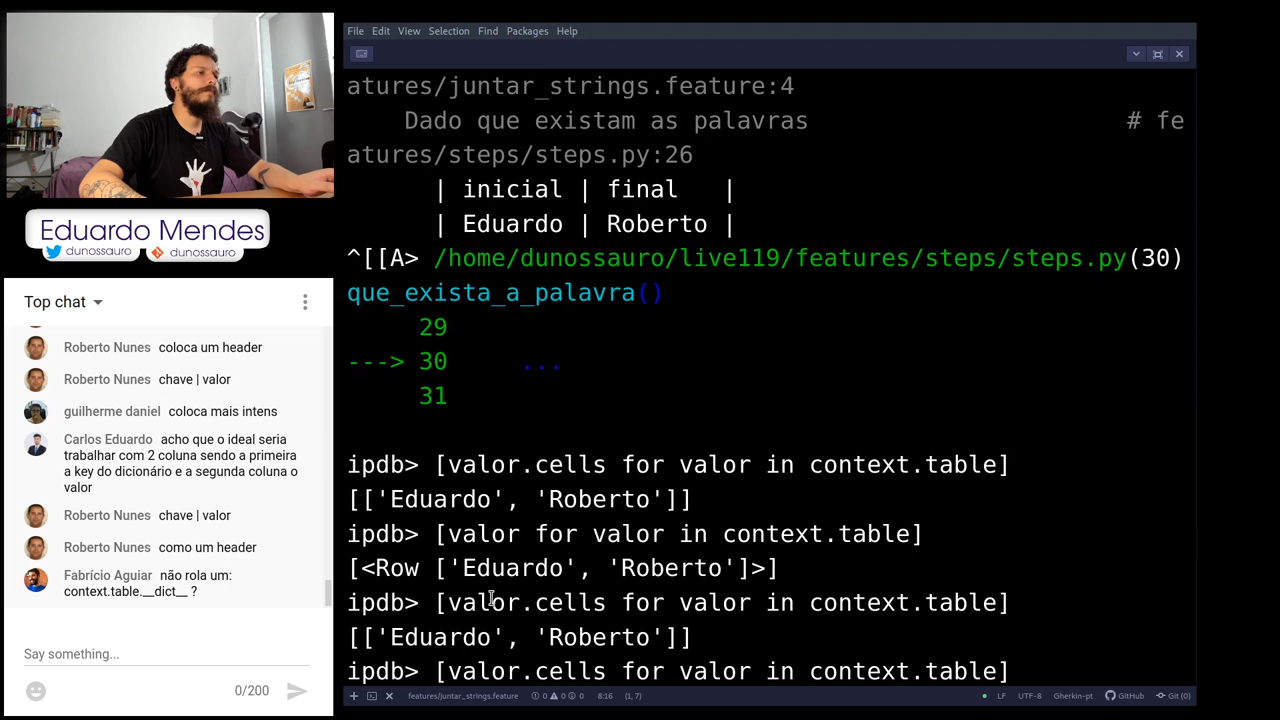 File Edit View Selection Find Packages Help
atures/juntar_strings.feature:4
Dado que existam as palavras # fe
atures/steps/steps.py:26
| inicial | final |
| Eduardo | Roberto |
^[[A> /home/dunossauro/live119/features/steps/steps.py(30)
que_exista_a_palavra()
29
---> 30 ...
31
ipdb> [valor.cells for valor in context.table]
[['Eduardo', 'Roberto']]
ipdb> [valor for valor in context.table]
[<Row ['Eduardo', 'Roberto']>]
ipdb> [valor.cells for valor in context.table]
[['Eduardo', 'Roberto']]
ipdb> [valor.cells for valor in context.table]
features/juntar_strings.feature 0 0 0 8:16 (1, 7) LF UTF-8 Gherkin-pt GitHub Git (0)
Eduardo Mendes
dunossauro dunossauro
Top chat
Roberto Nunes coloca um header
Roberto Nunes chave | valor
guilherme daniel coloca mais intens
Carlos Eduardo acho que o ideal seria
trabalhar com 2 coluna sendo a primeira
a key do dicionário e a segunda coluna o
valor
Roberto Nunes chave | valor
Roberto Nunes como um header
Fabrício Aguiar não rola um:
context.table.__dict__ ?
Say something...
0/200